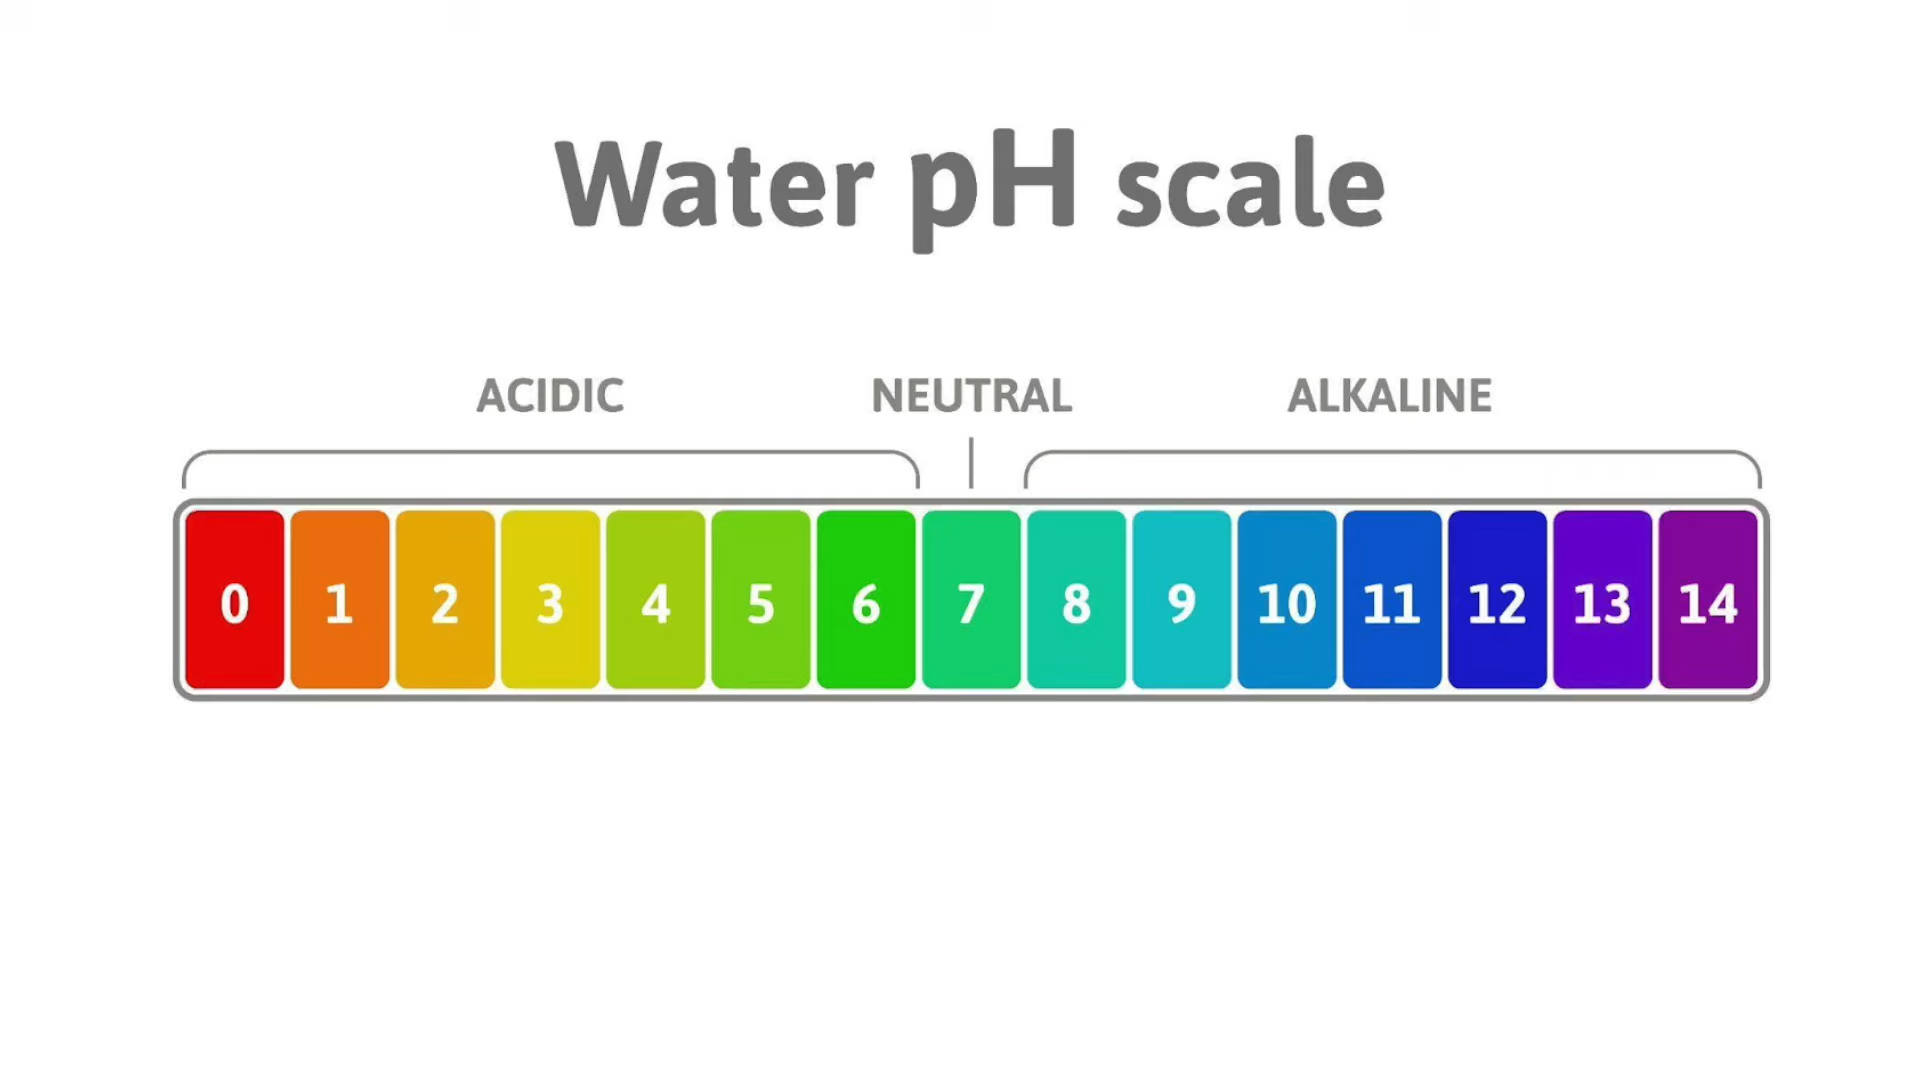 Water pH scale
ACIDIC NEUTRAL ALKALINE
0 1 2 3 4 5 6 7 8 9 10 11 12 13 14